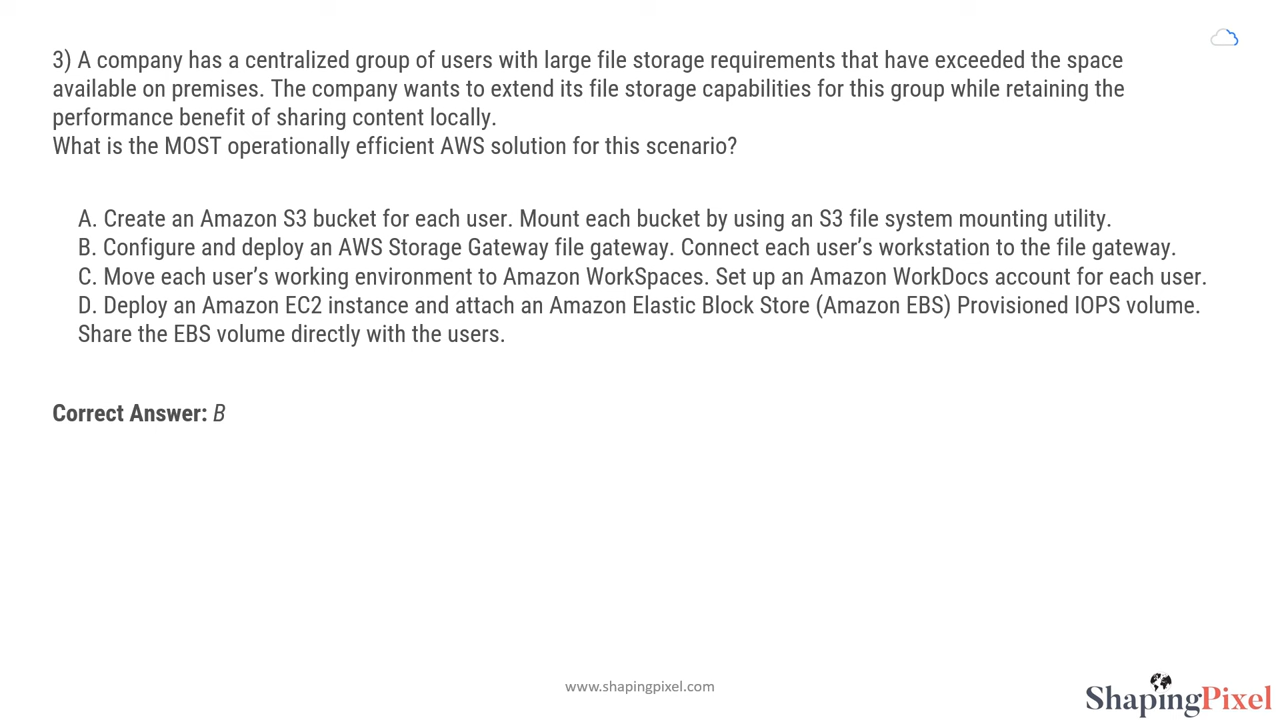 3) A company has a centralized group of users with large file storage requirements that have exceeded the space
available on premises. The company wants to extend its file storage capabilities for this group while retaining the
performance benefit of sharing content locally.
What is the MOST operationally efficient AWS solution for this scenario?
A. Create an Amazon S3 bucket for each user. Mount each bucket by using an S3 file system mounting utility.
B. Configure and deploy an AWS Storage Gateway file gateway. Connect each user’s workstation to the file gateway.
C. Move each user’s working environment to Amazon WorkSpaces. Set up an Amazon WorkDocs account for each user.
D. Deploy an Amazon EC2 instance and attach an Amazon Elastic Block Store (Amazon EBS) Provisioned IOPS volume.
Share the EBS volume directly with the users.
Correct Answer: B
www.shapingpixel.com
ShapingPixel